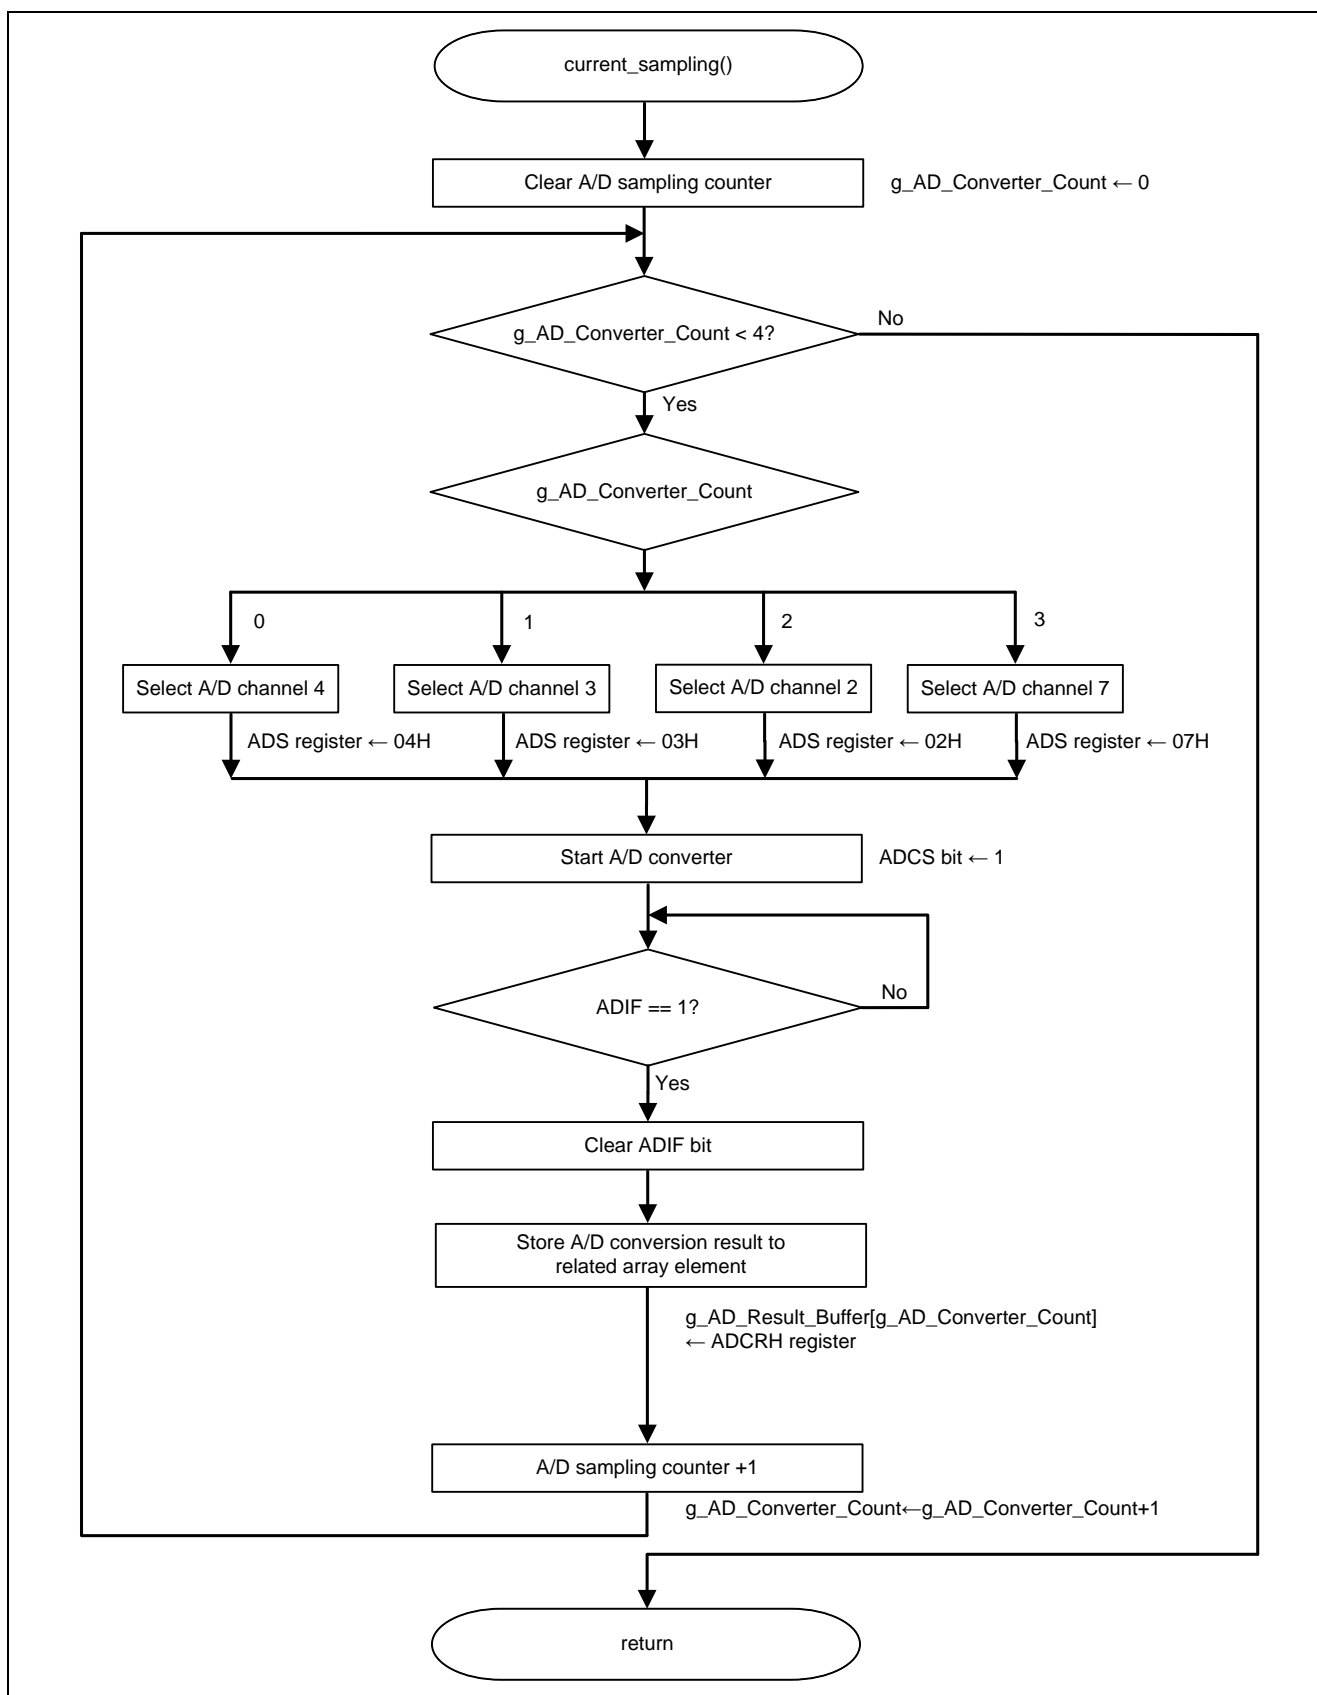 current_sampling()
Clear A/D sampling counter
g_AD_Converter_Count ← 0
g_AD_Converter_Count < 4?
No
Yes
g_AD_Converter_Count
0
1
2
3
Select A/D channel 4
Select A/D channel 3
Select A/D channel 2
Select A/D channel 7
ADS register ← 04H
ADS register ← 03H
ADS register ← 02H
ADS register ← 07H
Start A/D converter
ADCS bit ← 1
ADIF == 1?
No
Yes
Clear ADIF bit
Store A/D conversion result to
related array element
g_AD_Result_Buffer[g_AD_Converter_Count]
← ADCRH register
A/D sampling counter +1
g_AD_Converter_Count←g_AD_Converter_Count+1
return